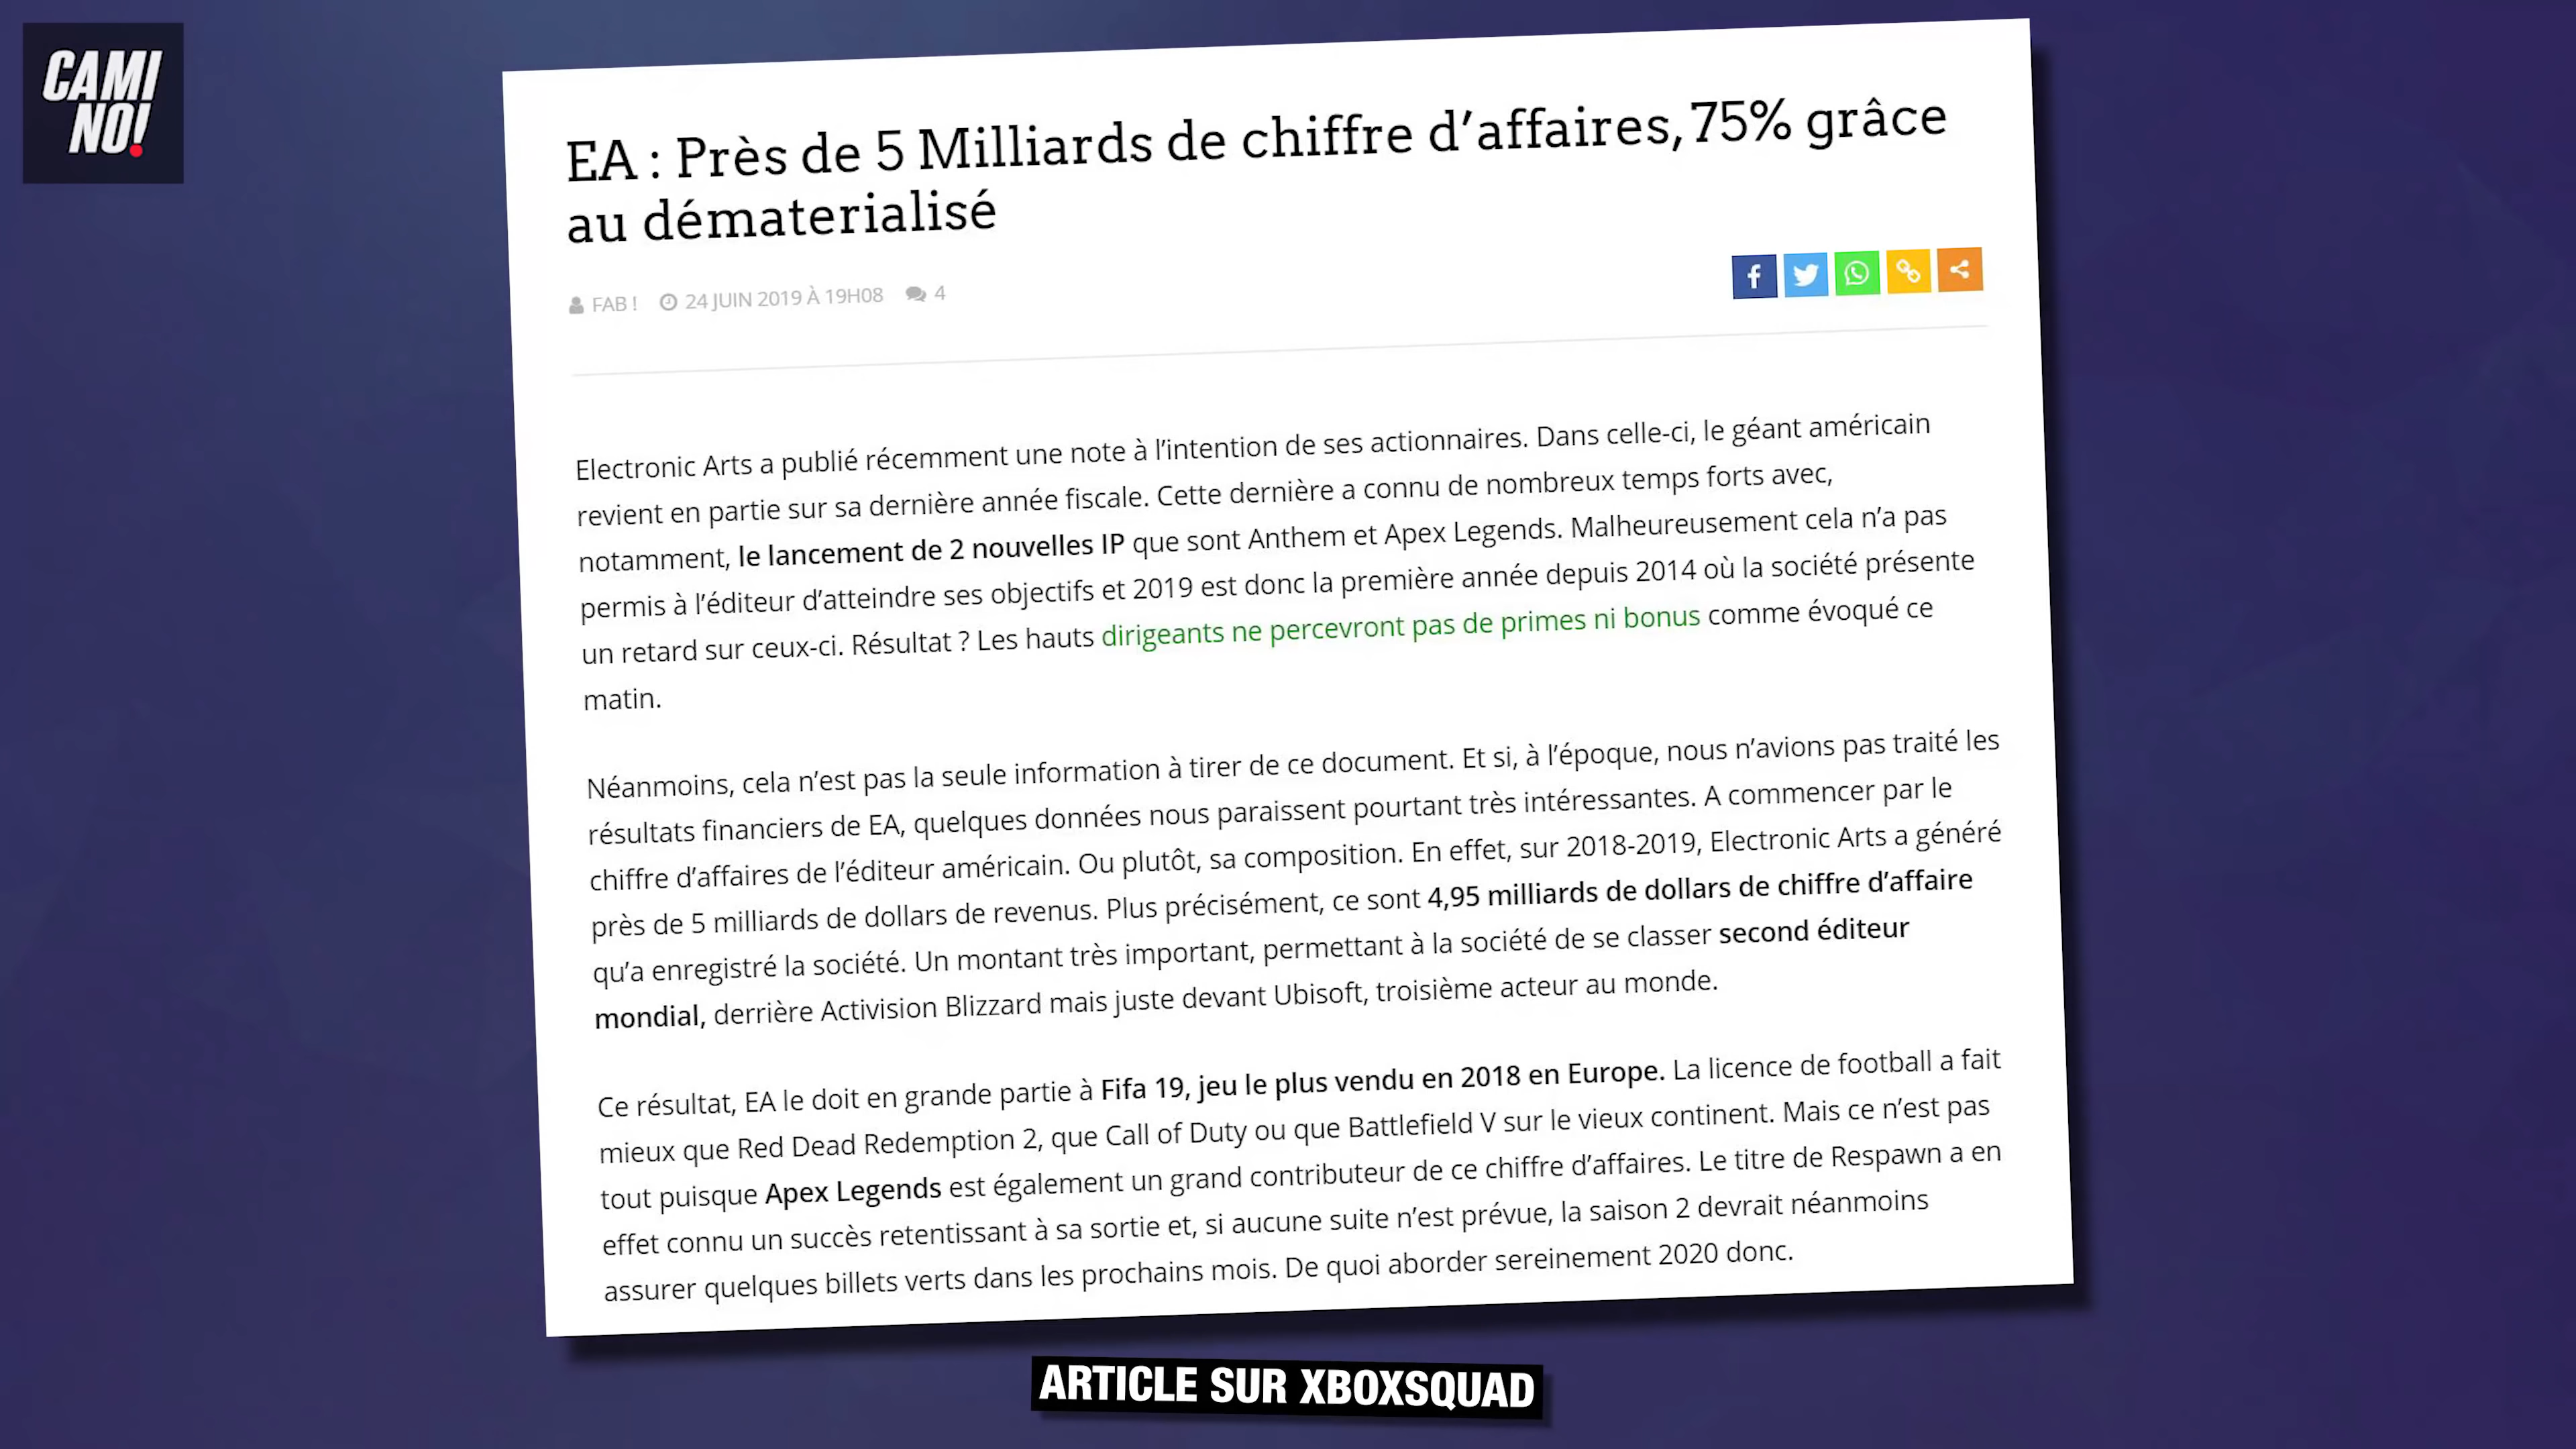 CAMI
NO!
EA : Près de 5 Milliards de chiffre d’affaires, 75% grâce
au dématerialisé
FAB ! 24 JUIN 2019 À 19H08 4
Electronic Arts a publié récemment une note à l’intention de ses actionnaires. Dans celle-ci, le géant américain
revient en partie sur sa dernière année fiscale. Cette dernière a connu de nombreux temps forts avec,
notamment, le lancement de 2 nouvelles IP que sont Anthem et Apex Legends. Malheureusement cela n’a pas
permis à l’éditeur d’atteindre ses objectifs et 2019 est donc la première année depuis 2014 où la société présente
un retard sur ceux-ci. Résultat ? Les hauts dirigeants ne percevront pas de primes ni bonus comme évoqué ce
matin.
Néanmoins, cela n’est pas la seule information à tirer de ce document. Et si, à l’époque, nous n’avions pas traité les
résultats financiers de EA, quelques données nous paraissent pourtant très intéressantes. A commencer par le
chiffre d’affaires de l’éditeur américain. Ou plutôt, sa composition. En effet, sur 2018-2019, Electronic Arts a généré
près de 5 milliards de dollars de revenus. Plus précisément, ce sont 4,95 milliards de dollars de chiffre d’affaire
qu’a enregistré la société. Un montant très important, permettant à la société de se classer second éditeur
mondial, derrière Activision Blizzard mais juste devant Ubisoft, troisième acteur au monde.
Ce résultat, EA le doit en grande partie à Fifa 19, jeu le plus vendu en 2018 en Europe. La licence de football a fait
mieux que Red Dead Redemption 2, que Call of Duty ou que Battlefield V sur le vieux continent. Mais ce n’est pas
tout puisque Apex Legends est également un grand contributeur de ce chiffre d’affaires. Le titre de Respawn a en
effet connu un succès retentissant à sa sortie et, si aucune suite n’est prévue, la saison 2 devrait néanmoins
assurer quelques billets verts dans les prochains mois. De quoi aborder sereinement 2020 donc.
ARTICLE SUR XBOXSQUAD